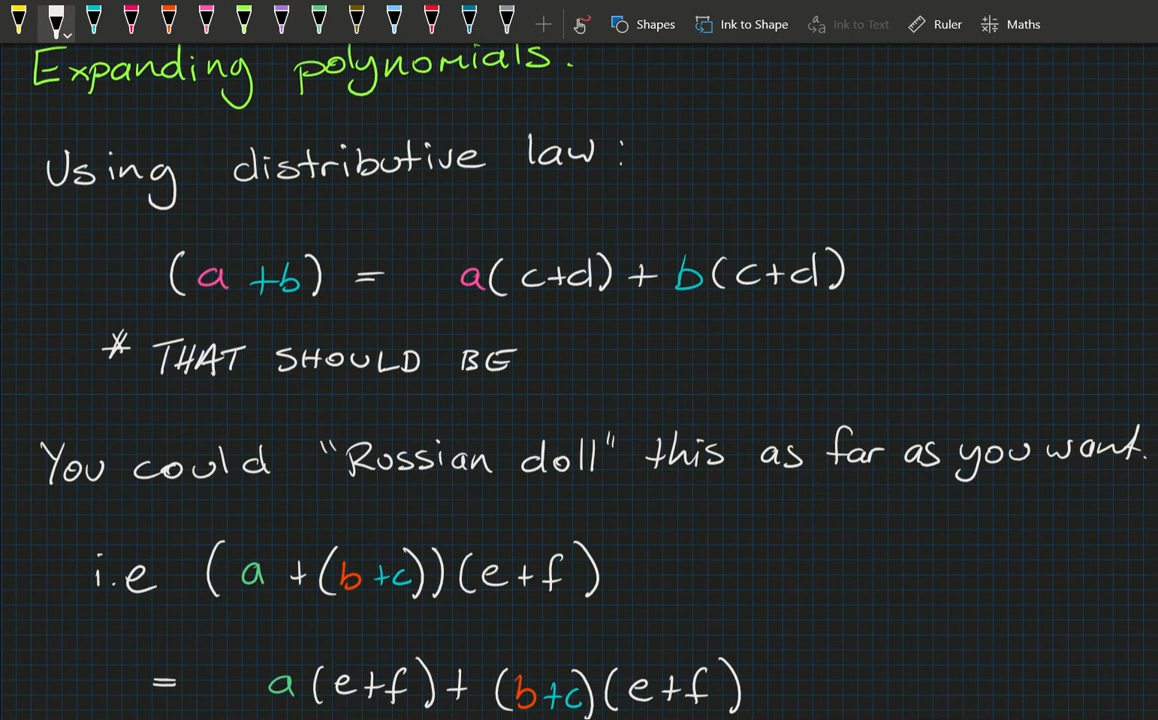 Shapes Ink to Shape Ink to Text Ruler Maths
Expanding polynomials.
Using distributive law:
(a +b) = a(c+d) + b(c+d)
* THAT SHOULD BE
You could "Russian doll" this as far as you want.
i.e (a +(b+c))(e+f)
= a(e+f)+ (b+c)(e+f)